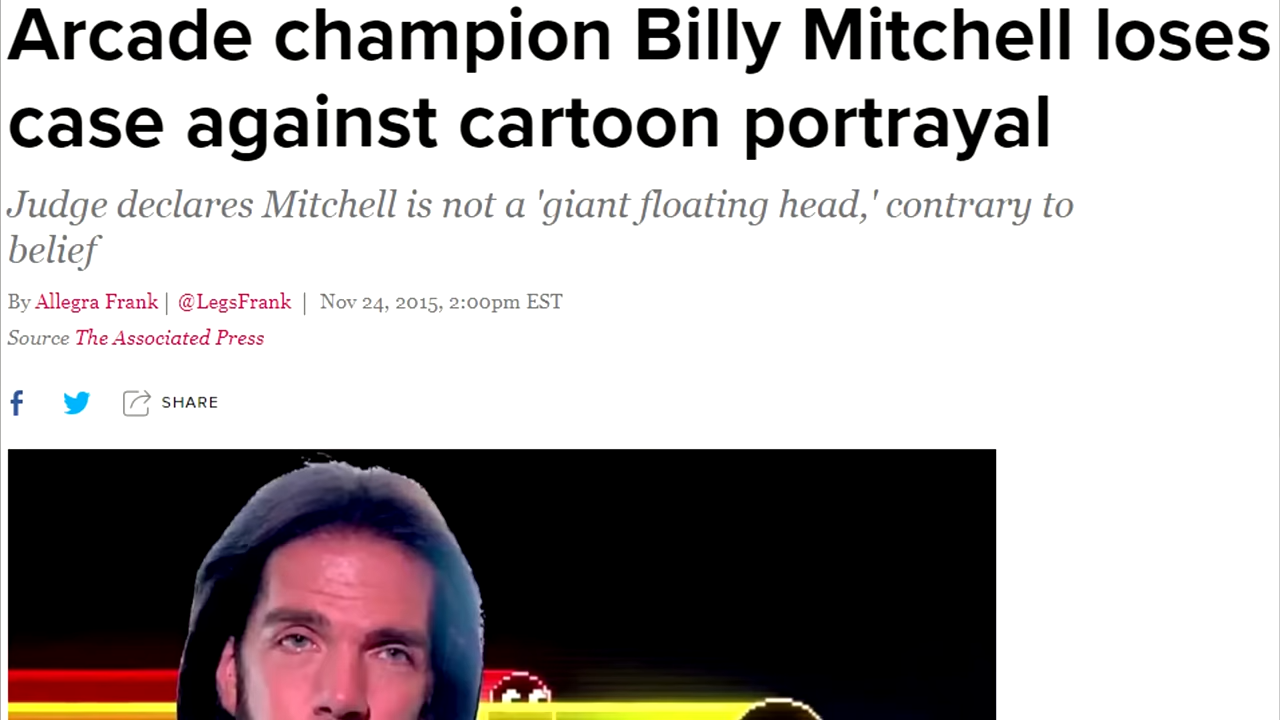 Arcade champion Billy Mitchell loses
case against cartoon portrayal
Judge declares Mitchell is not a 'giant floating head,' contrary to
belief
By Allegra Frank | @LegsFrank | Nov 24, 2015, 2:00pm EST
Source The Associated Press
SHARE